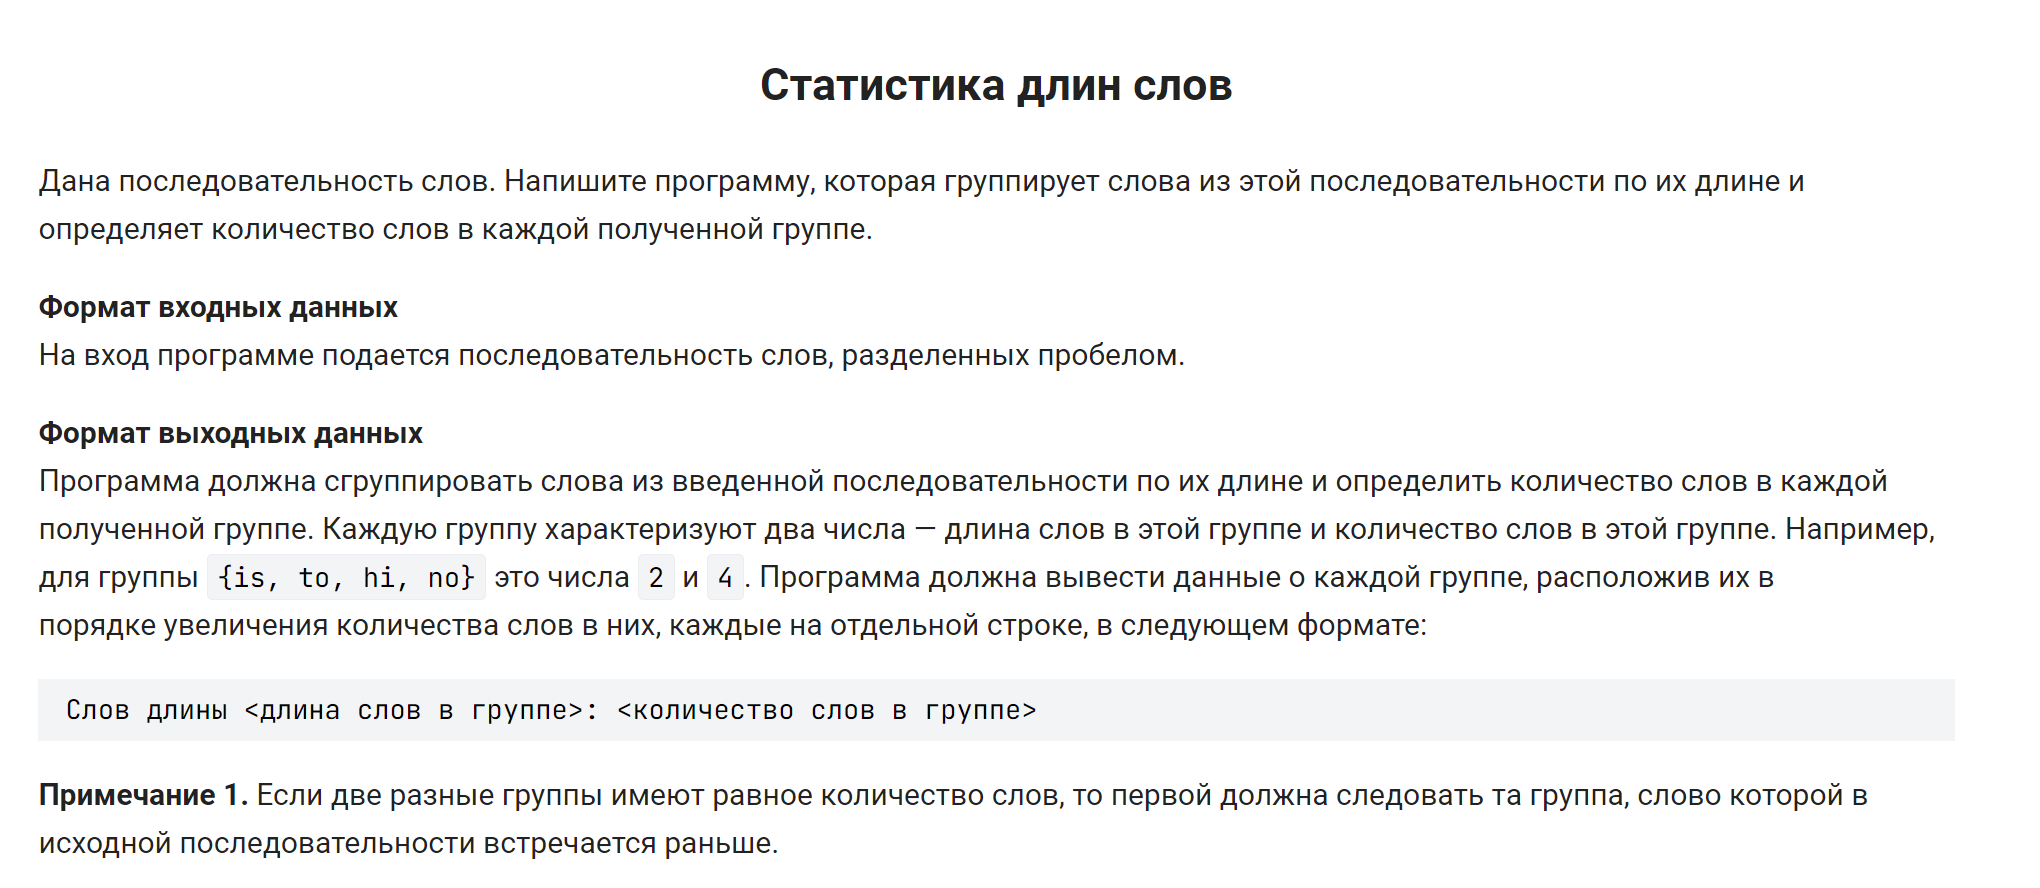 Статистика длин слов
Дана последовательность слов. Напишите программу, которая группирует слова из этой последовательности по их длине и
определяет количество слов в каждой полученной группе.
Формат входных данных
На вход программе подается последовательность слов, разделенных пробелом.
Формат выходных данных
Программа должна сгруппировать слова из введенной последовательности по их длине и определить количество слов в каждой
полученной группе. Каждую группу характеризуют два числа — длина слов в этой группе и количество слов в этой группе. Например,
для группы {is, to, hi, no} это числа 2 и 4. Программа должна вывести данные о каждой группе, расположив их в
порядке увеличения количества слов в них, каждые на отдельной строке, в следующем формате:
Слов длины <длина слов в группе>: <количество слов в группе>
Примечание 1. Если две разные группы имеют равное количество слов, то первой должна следовать та группа, слово которой в
исходной последовательности встречается раньше.